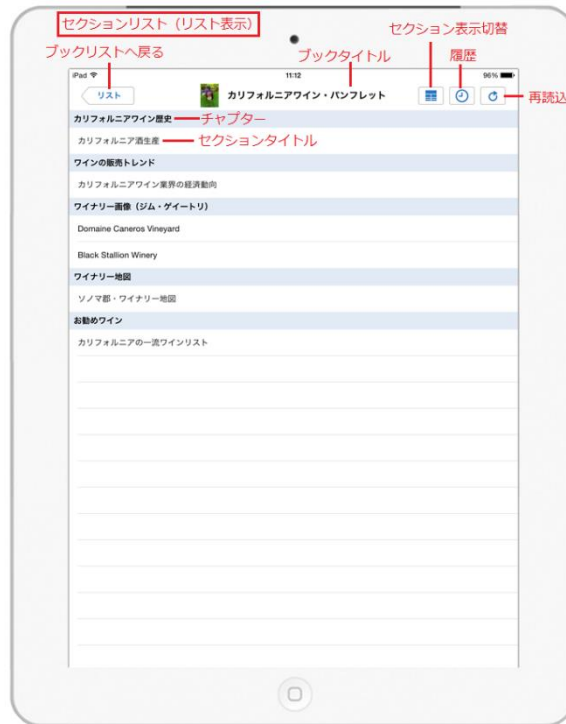 セクションリスト（リスト表示）
セクション表示切替
ブックリストへ戻る
ブックタイトル
履歴
iPad
11:12
96%
リスト
カリフォルニアワイン・パンフレット
再読込
カリフォルニアワイン歴史
チャプター
カリフォルニア酒生産
セクションタイトル
ワインの販売トレンド
カリフォルニアワイン業界の経済動向
ワイナリー画像（ジム・ゲイートリ）
Domaine Caneros Vineyard
Black Stallion Winery
ワイナリー地図
ソノマ郡・ワイナリー地図
お勧めワイン
カリフォルニアの一流ワインリスト